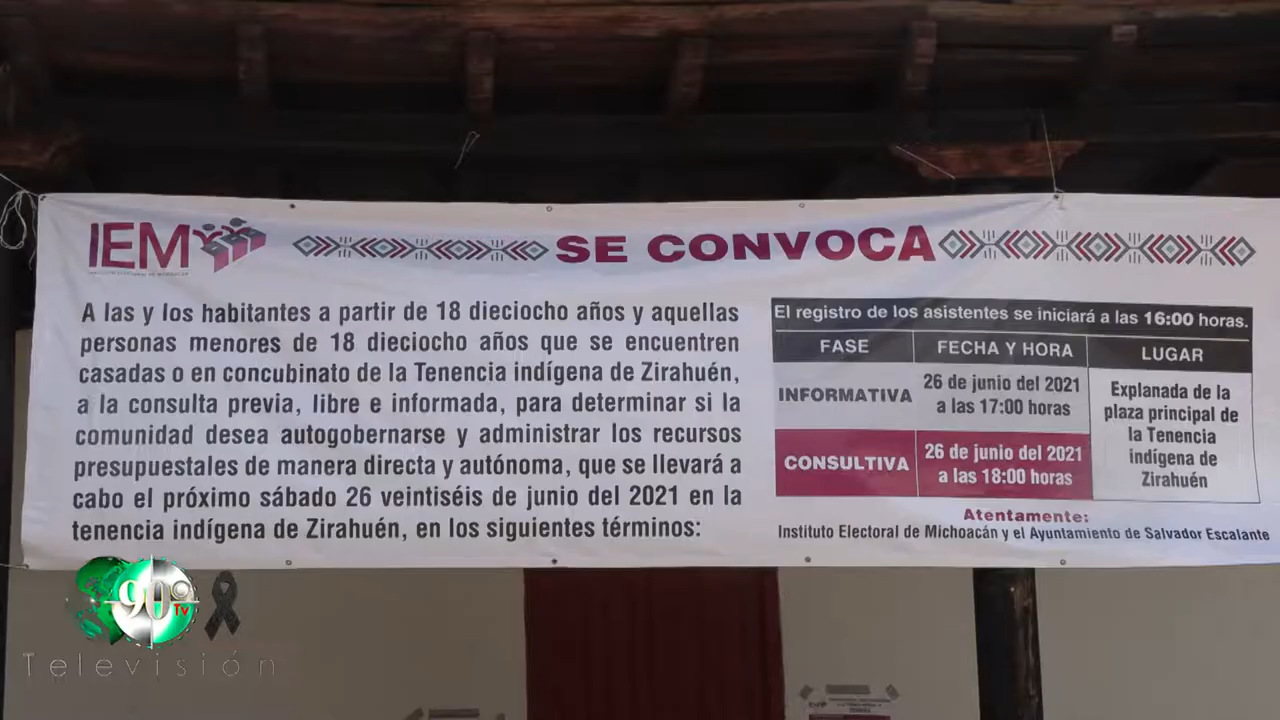 IEM
SE CONVOCA
A las y los habitantes a partir de 18 dieciocho años y aquellas
personas menores de 18 dieciocho años que se encuentren
casadas o en concubinato de la Tenencia indígena de Zirahuén,
a la consulta previa, libre e informada, para determinar si la
comunidad desea autogobernarse y administrar los recursos
presupuestales de manera directa y autónoma, que se llevará a
cabo el próximo sábado 26 veintiséis de junio del 2021 en la
tenencia indígena de Zirahuén, en los siguientes términos:
El registro de los asistentes se iniciará a las 16:00 horas.
FASE
FECHA Y HORA
LUGAR
INFORMATIVA
26 de junio del 2021
a las 17:00 horas
CONSULTIVA
26 de junio del 2021
a las 18:00 horas
Explanada de la
plaza principal de
la Tenencia
indígena de
Zirahuén
Atentamente:
Instituto Electoral de Michoacán y el Ayuntamiento de Salvador Escalante
90° Tv
Televisión